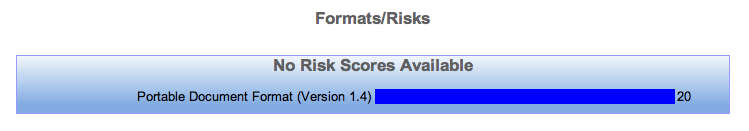 Formats/Risks
No Risk Scores Available
Portable Document Format (Version 1.4) 20